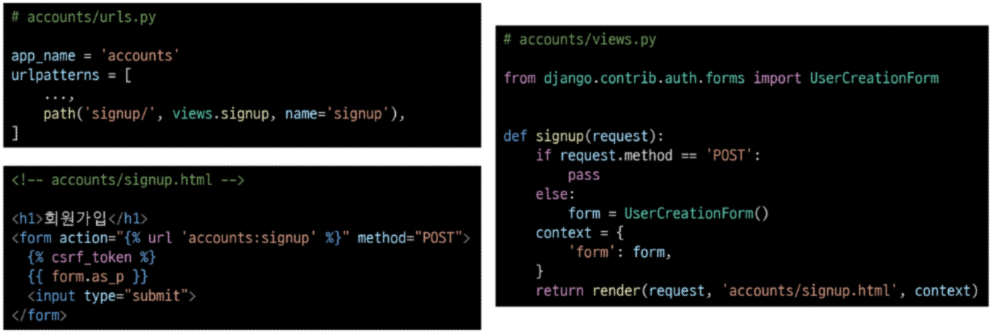 # accounts/urls.py
app_name = 'accounts'
urlpatterns = [
    ...,
    path('signup/', views.signup, name='signup'),
]
<!-- accounts/signup.html -->
<h1>회원가입</h1>
<form action="{% url 'accounts:signup' %}" method="POST">
  {% csrf_token %}
  {{ form.as_p }}
  <input type="submit">
</form>
# accounts/views.py
from django.contrib.auth.forms import UserCreationForm
def signup(request):
    if request.method == 'POST':
        pass
    else:
        form = UserCreationForm()
    context = {
        'form': form,
    }
    return render(request, 'accounts/signup.html', context)